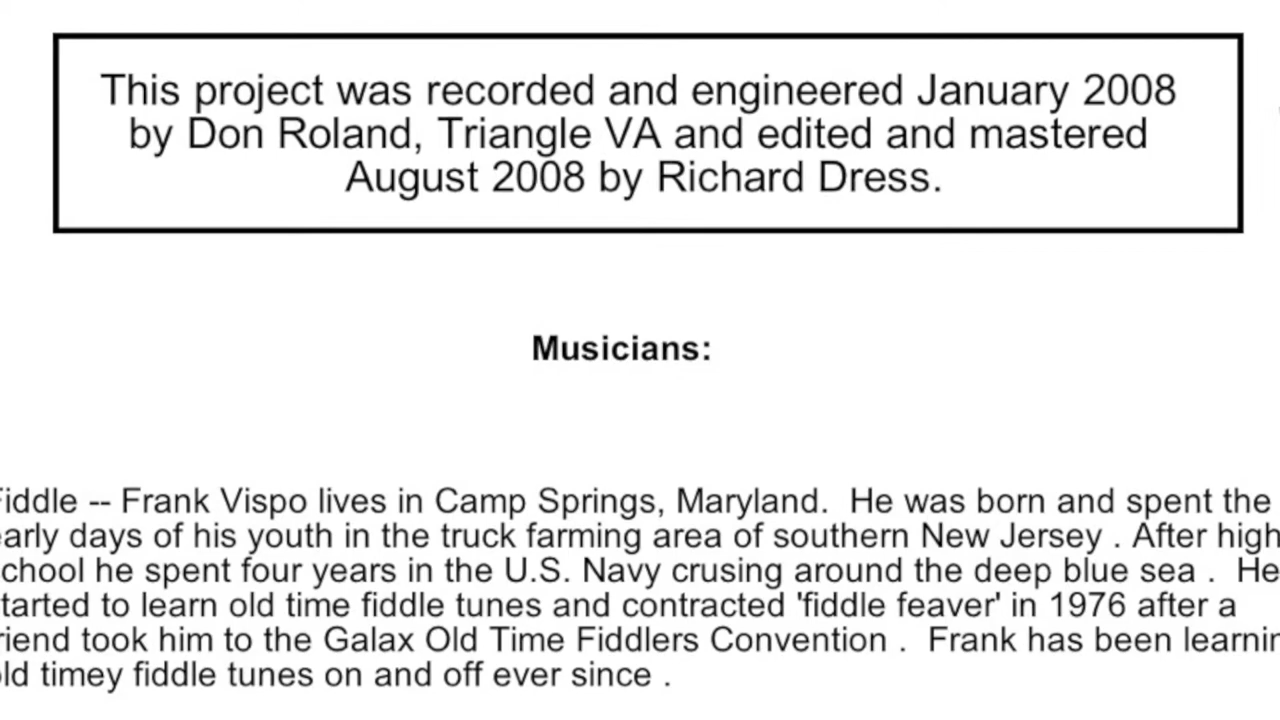 This project was recorded and engineered January 2008
by Don Roland, Triangle VA and edited and mastered
August 2008 by Richard Dress.
Musicians:
Fiddle -- Frank Vispo lives in Camp Springs, Maryland.  He was born and spent the
early days of his youth in the truck farming area of southern New Jersey . After high
chool he spent four years in the U.S. Navy crusing around the deep blue sea .  He
tarted to learn old time fiddle tunes and contracted 'fiddle feaver' in 1976 after a
riend took him to the Galax Old Time Fiddlers Convention .  Frank has been learnin
old timey fiddle tunes on and off ever since .